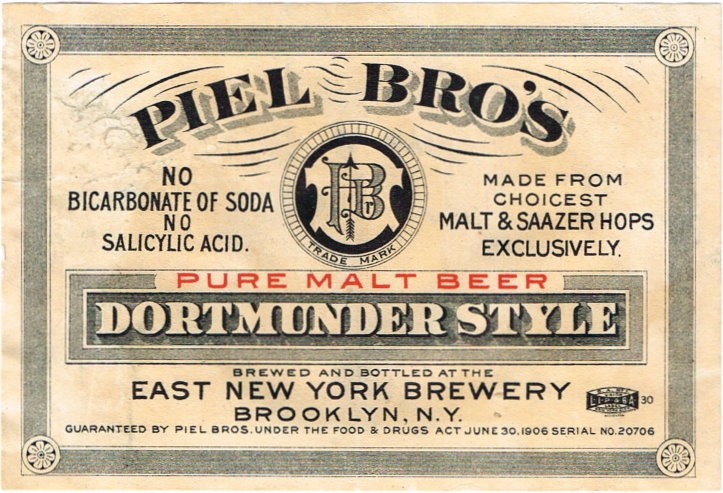 PIEL BRO'S
NO
BICARBONATE OF SODA
NO
SALICYLIC ACID.
PB
TRADE MARK
MADE FROM
CHOICEST
MALT & SAAZER HOPS
EXCLUSIVELY.
PURE MALT BEER
DORTMUNDER STYLE
BREWED AND BOTTLED AT THE
EAST NEW YORK BREWERY
BROOKLYN, N.Y.
30
GUARANTEED BY PIEL BROS. UNDER THE FOOD & DRUGS ACT JUNE 30, 1906 SERIAL NO. 20706